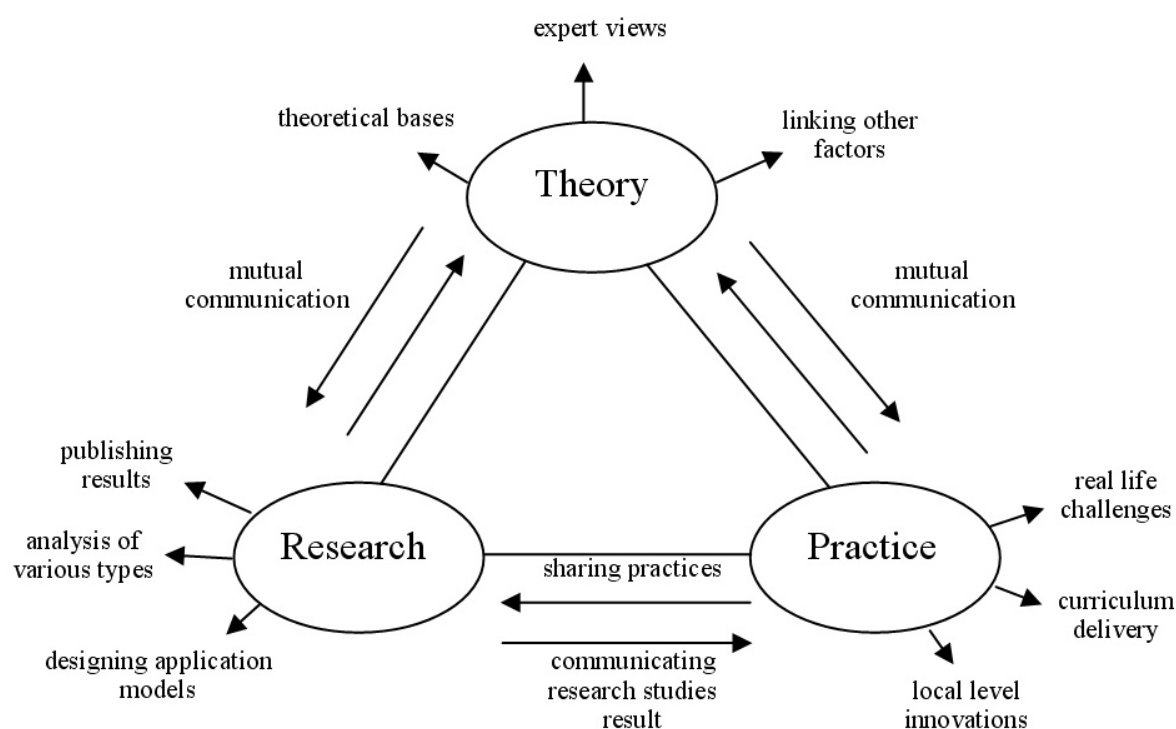 expert views
theoretical bases
linking other
factors
Theory
mutual
communication
mutual
communication
publishing
results
real life
challenges
analysis of
various types
Research
Practice
sharing practices
curriculum
delivery
designing application
models
communicating
research studies
result
local level
innovations